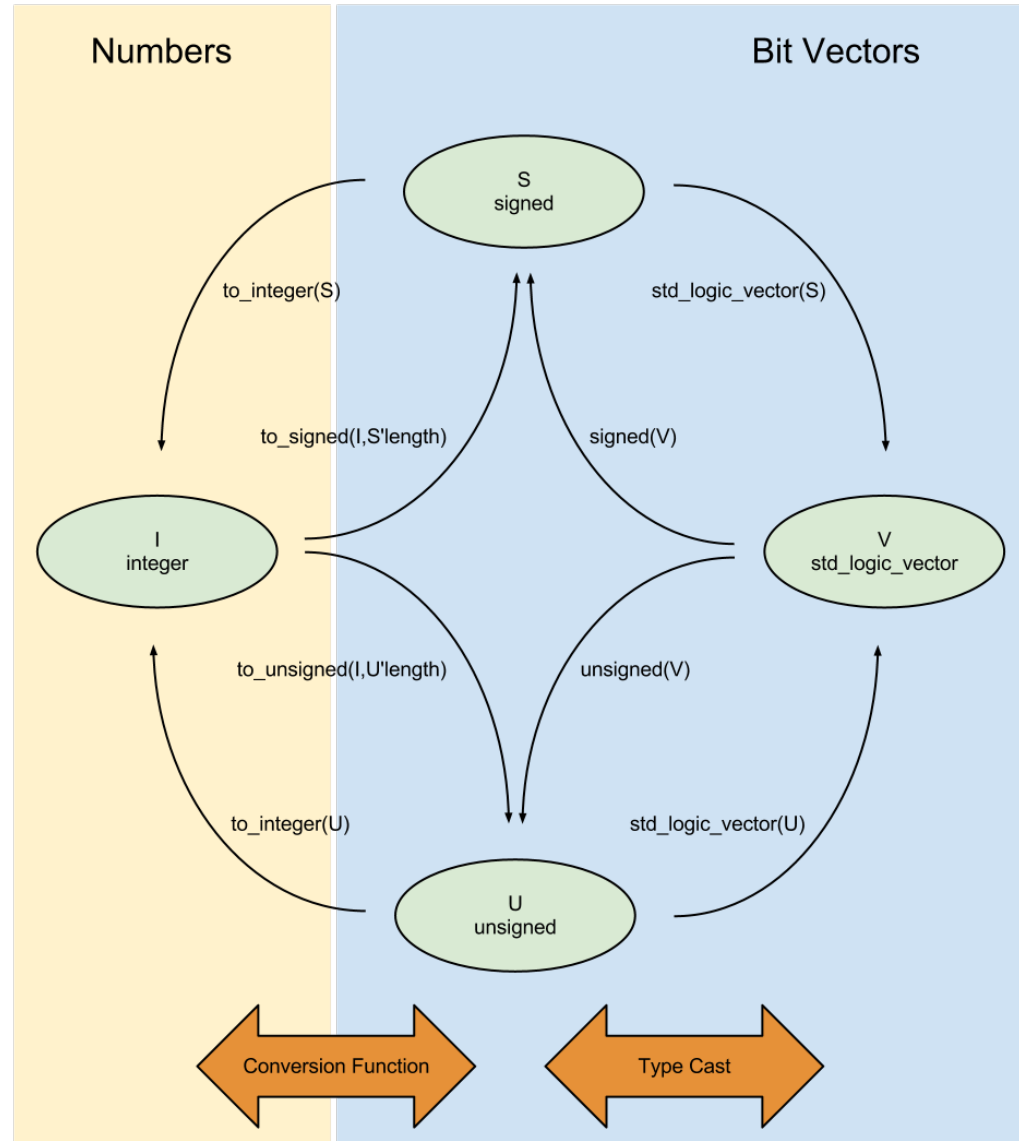 Numbers
Bit Vectors
S
signed
to_integer(S)
std_logic_vector(S)
to_signed(I,S'length)
signed(V)
I
integer
V
std_logic_vector
to_unsigned(I,U'length)
unsigned(V)
to_integer(U)
std_logic_vector(U)
U
unsigned
Conversion Function
Type Cast